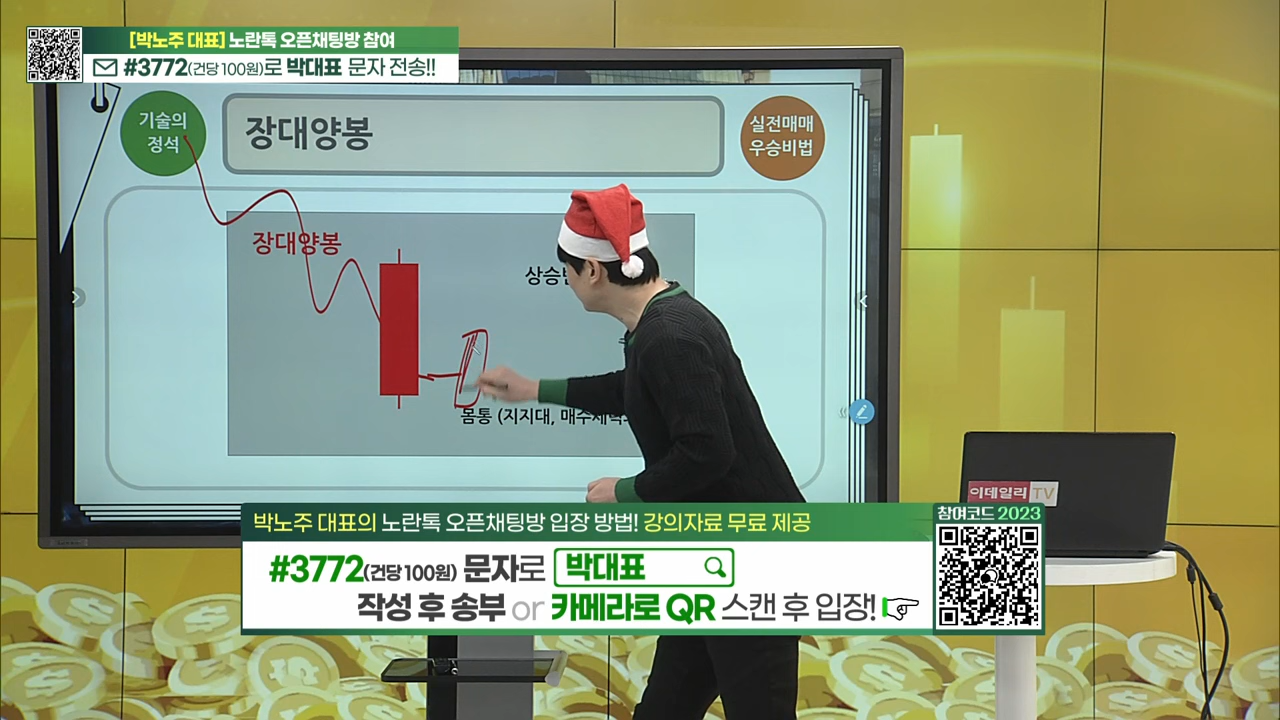 [박노주 대표] 노란톡 오픈채팅방 참여
#3772(건당 100원)로 박대표 문자 전송!!
기술의
정석
장대양봉
실전매매
우승비법
장대양봉
몸통 (지지대,
이데일리 TV
박노주 대표의 노란톡 오픈채팅방 입장 방법! 강의자료 무료 제공
참여코드 2023
#3772(건당 100원) 문자로 박대표
작성 후 송부 or 카메라로 QR 스캔 후 입장!